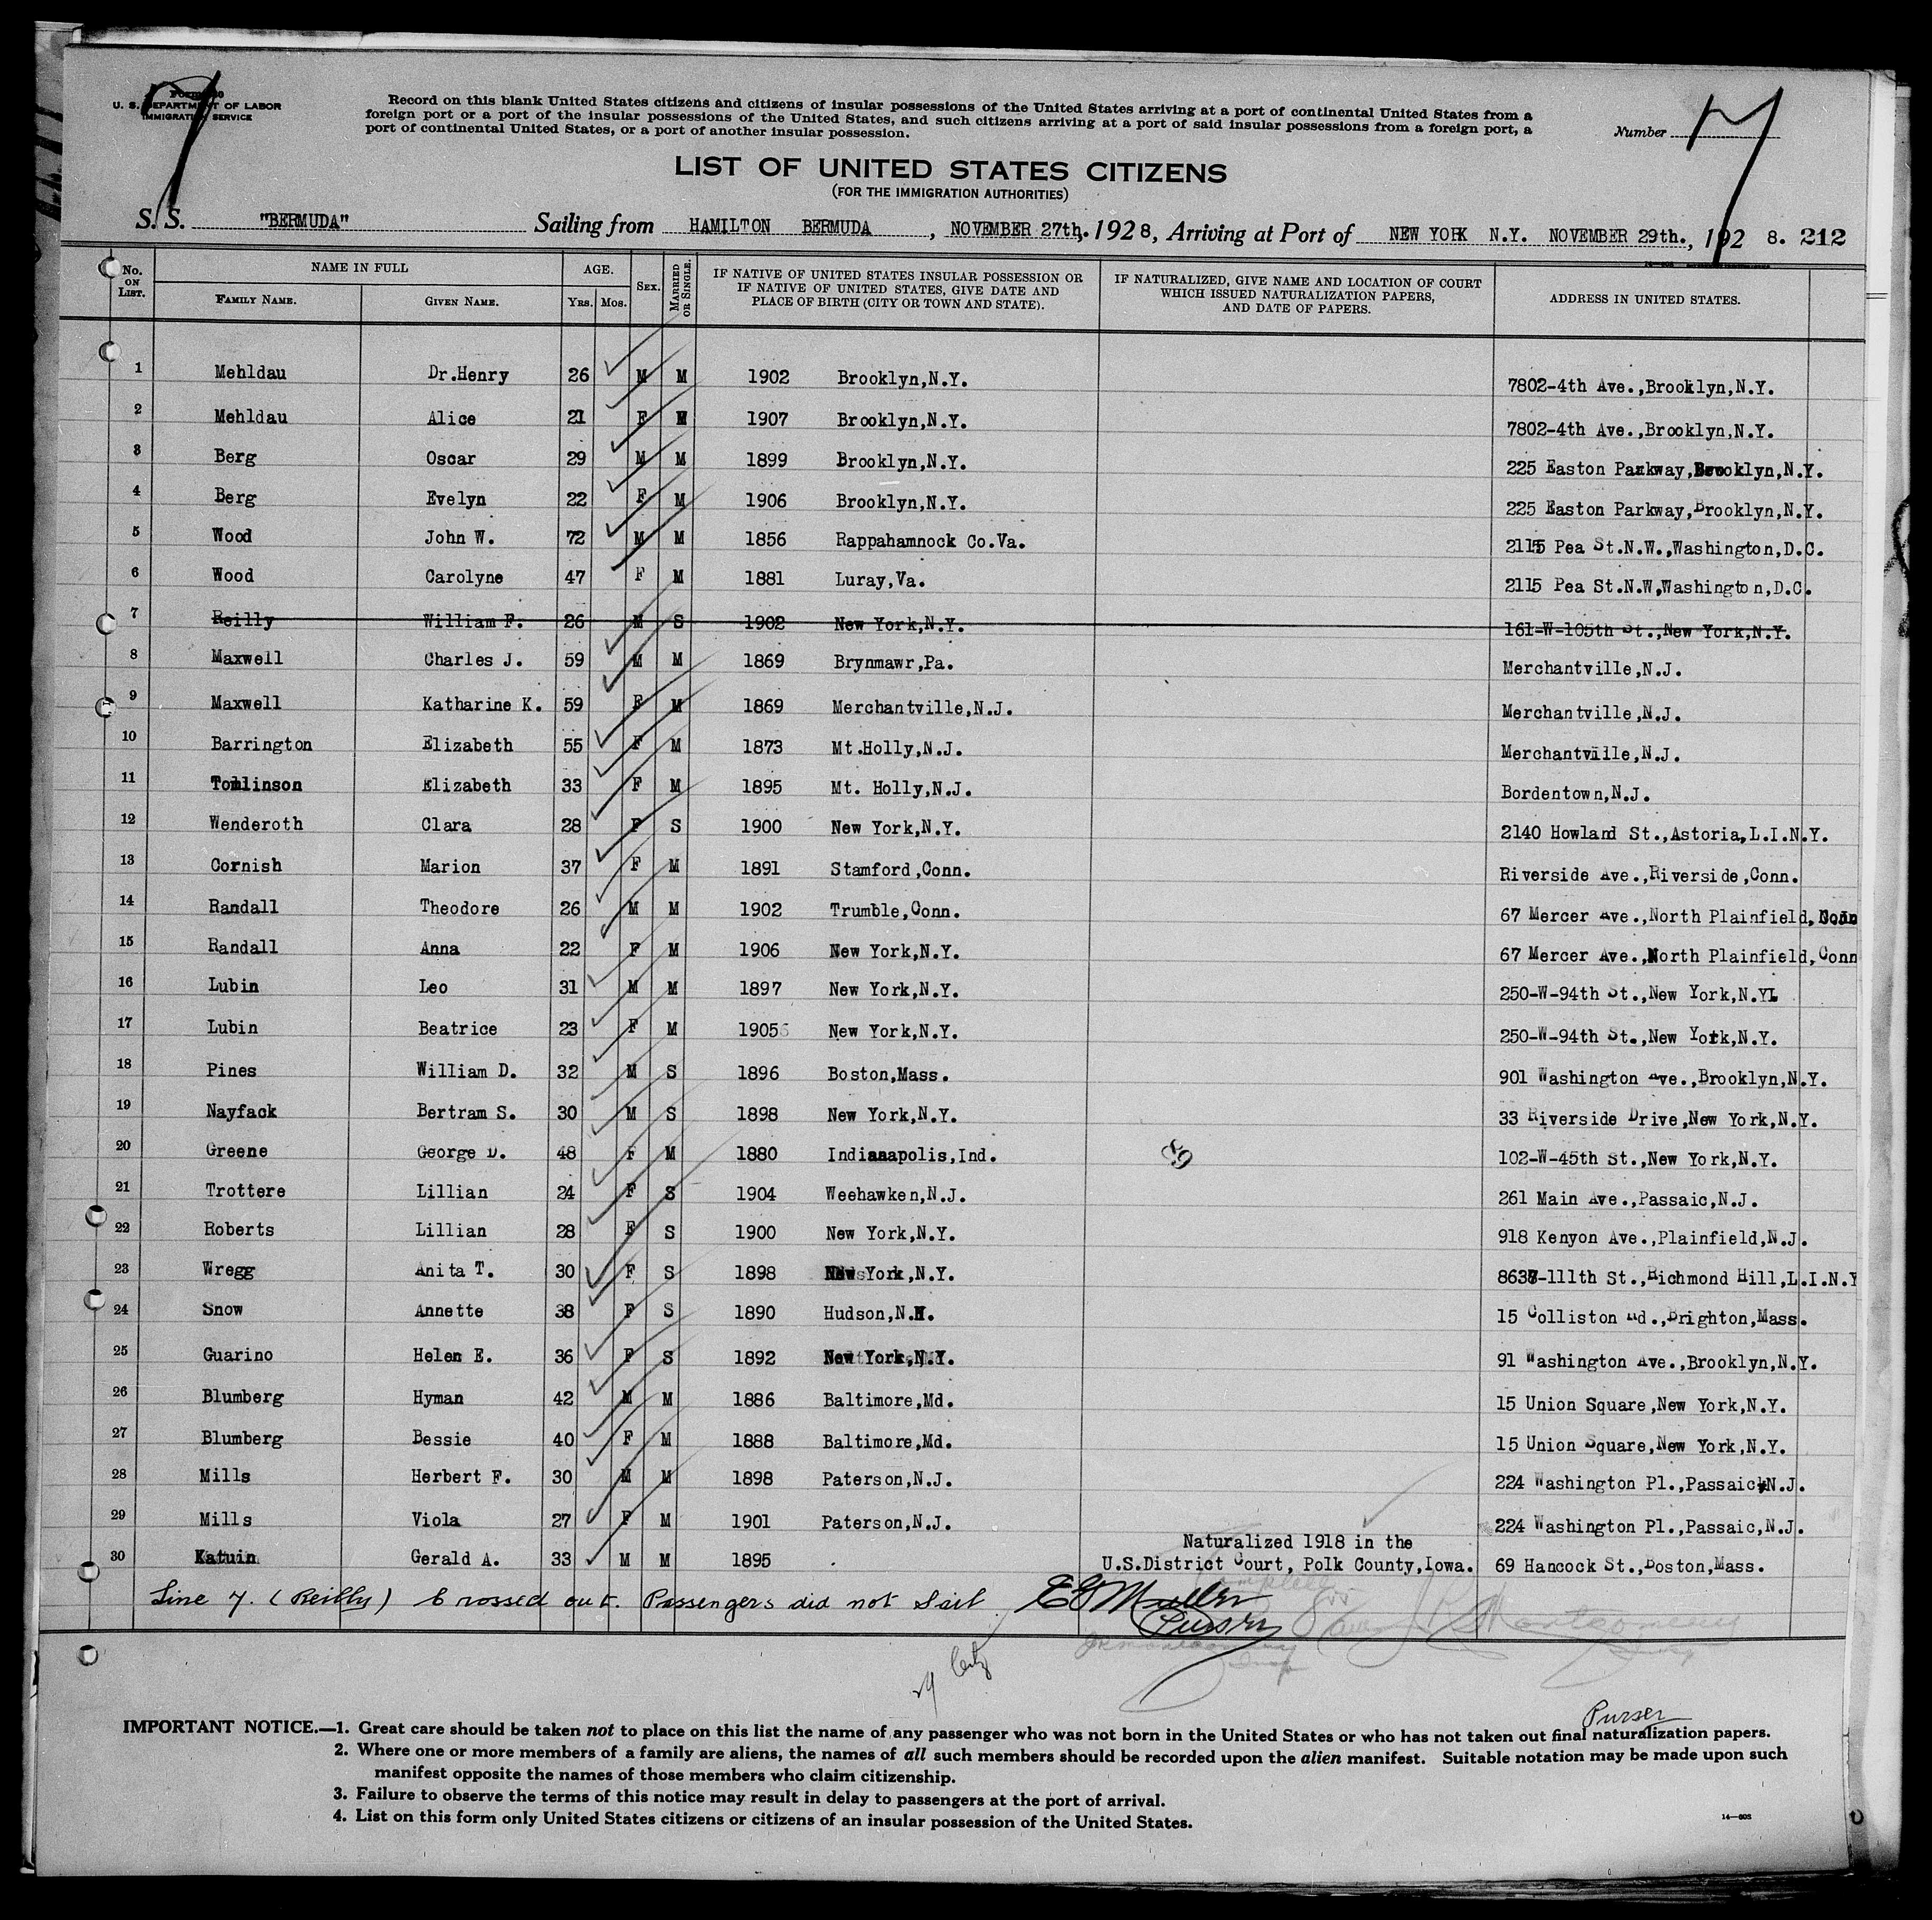 U. S. DEPARTMENT OF LABOR
IMMIGRATION SERVICE
Record on this blank United States citizens and citizens of insular possessions of the United States arriving at a port of continental United States from a
foreign port or a port of the insular possessions of the United States, and such citizens arriving at a port of said insular possessions from a foreign port, a
port of continental United States, or a port of another insular possession.
Number 7
LIST OF UNITED STATES CITIZENS
(FOR THE IMMIGRATION AUTHORITIES)
S. S. "BERMUDA" Sailing from HAMILTON BERMUDA, NOVEMBER 27th, 1928, Arriving at Port of NEW YORK N.Y. NOVEMBER 29th., 1928. 212
No. ON LIST. NAME IN FULL FAMILY NAME. GIVEN NAME. AGE. YRS. MOS. SEX. MARRIED OR SINGLE. IF NATIVE OF UNITED STATES INSULAR POSSESSION OR IF NATIVE OF UNITED STATES, GIVE DATE AND PLACE OF BIRTH (CITY OR TOWN AND STATE). IF NATURALIZED, GIVE NAME AND LOCATION OF COURT WHICH ISSUED NATURALIZATION PAPERS, AND DATE OF PAPERS. ADDRESS IN UNITED STATES.
1 Mehldau Dr.Henry 26 M M 1902 Brooklyn,N.Y. 7802-4th Ave.,Brooklyn,N.Y.
2 Mehldau Alice 21 F M 1907 Brooklyn,N.Y. 7802-4th Ave.,Brooklyn,N.Y.
3 Berg Oscar 29 M M 1899 Brooklyn,N.Y. 225 Easton Parkway,Brooklyn,N.Y.
4 Berg Evelyn 22 F M 1906 Brooklyn,N.Y. 225 Easton Parkway,Brooklyn,N.Y.
5 Wood John W. 72 M M 1856 Rappahamnock Co.Va. 2115 Pea St.N.W.,Washington,D.C.
6 Wood Carolyne 47 F M 1881 Luray,Va. 2115 Pea St.N.W,Washington,D.C.
7 Reilly William F. 26 M S 1902 New York,N.Y. 161-W-105th St.,New York,N.Y.
8 Maxwell Charles J. 59 M M 1869 Brynmawr,Pa. Merchantville,N.J.
9 Maxwell Katharine K. 59 F M 1869 Merchantville,N.J. Merchantville,N.J.
10 Barrington Elizabeth 55 F M 1873 Mt.Holly,N.J. Merchantville,N.J.
11 Tomlinson Elizabeth 33 F M 1895 Mt. Holly,N.J. Bordentown,N.J.
12 Wenderoth Clara 28 F S 1900 New York,N.Y. 2140 Howland St.,Astoria,L.I.N.Y.
13 Cornish Marion 37 F M 1891 Stamford,Conn. Riverside Ave.,Riverside,Conn.
14 Randall Theodore 26 M M 1902 Trumble,Conn. 67 Mercer Ave.,North Plainfield,Conn
15 Randall Anna 22 F M 1906 New York,N.Y. 67 Mercer Ave.,North Plainfield,Conn
16 Lubin Leo 31 M M 1897 New York,N.Y. 250-W-94th St.,New York,N.Y.
17 Lubin Beatrice 23 F M 1905 New York,N.Y. 250-W-94th St.,New York,N.Y.
18 Pines William D. 32 M S 1896 Boston,Mass. 901 Washington Ave.,Brooklyn,N.Y.
19 Nayfack Bertram S. 30 M S 1898 New York,N.Y. 33 Riverside Drive,New York,N.Y.
20 Greene George D. 48 F M 1880 Indianapolis,Ind. 89 102-W-45th St.,New York,N.Y.
21 Trottere Lillian 24 F S 1904 Weehawken,N.J. 261 Main Ave.,Passaic,N.J.
22 Roberts Lillian 28 F S 1900 New York,N.Y. 918 Kenyon Ave.,Plainfield,N.J.
23 Wregg Anita T. 30 F S 1898 New York,N.Y. 8637-111th St.,Richmond Hill,L.I.N.Y
24 Snow Annette 38 F S 1890 Hudson,N.H. 15 Colliston Rd.,Brighton,Mass.
25 Guarino Helen E. 36 F S 1892 New York,N.Y. 91 Washington Ave.,Brooklyn,N.Y.
26 Blumberg Hyman 42 M M 1886 Baltimore,Md. 15 Union Square,New York,N.Y.
27 Blumberg Bessie 40 F M 1888 Baltimore,Md. 15 Union Square,New York,N.Y.
28 Mills Herbert F. 30 M M 1898 Paterson,N.J. 224 Washington Pl.,Passaic,N.J.
29 Mills Viola 27 F M 1901 Paterson,N.J. 224 Washington Pl.,Passaic,N.J.
30 Katuin Gerald A. 33 M M 1895 Naturalized 1918 in the U.S.District Court, Polk County,Iowa. 69 Hancock St.,Boston,Mass.
Line 7. (Reilly) Crossed out. Passengers did not Sail
Purser
Montgomery
29 Citz
Purser
IMPORTANT NOTICE.—1. Great care should be taken not to place on this list the name of any passenger who was not born in the United States or who has not taken out final naturalization papers.
2. Where one or more members of a family are aliens, the names of all such members should be recorded upon the alien manifest. Suitable notation may be made upon such
manifest opposite the names of those members who claim citizenship.
3. Failure to observe the terms of this notice may result in delay to passengers at the port of arrival.
4. List on this form only United States citizens or citizens of an insular possession of the United States.